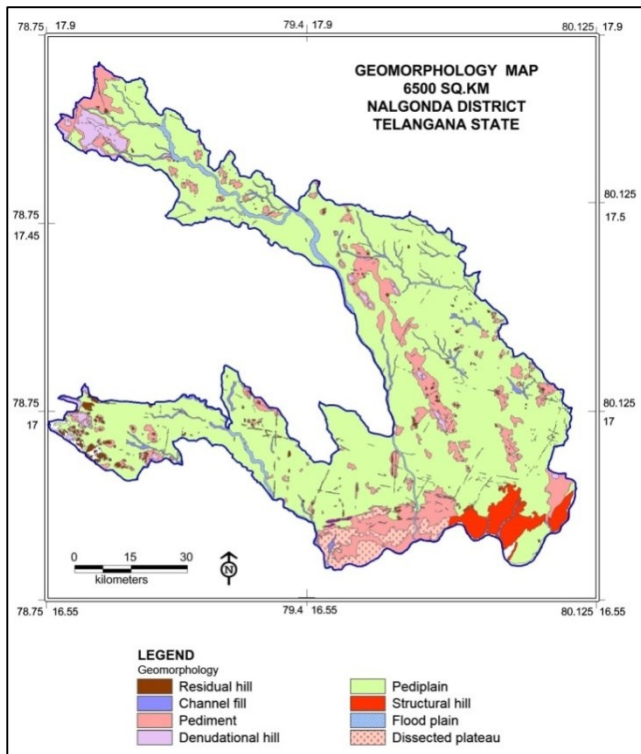 78.75 17.9
79.4 17.9
80.125 17.9
GEOMORPHOLOGY MAP
6500 SQ.KM
NALGONDA DISTRICT
TELANGANA STATE
80.125
17.5
78.75
17.45
78.75
17
80.125
17
0 15 30
kilometers
N
78.75 16.55
79.4 16.55
80.125 16.55
LEGEND
Geomorphology
Residual hill
Channel fill
Pediment
Denudational hill
Pediplain
Structural hill
Flood plain
Dissected plateau